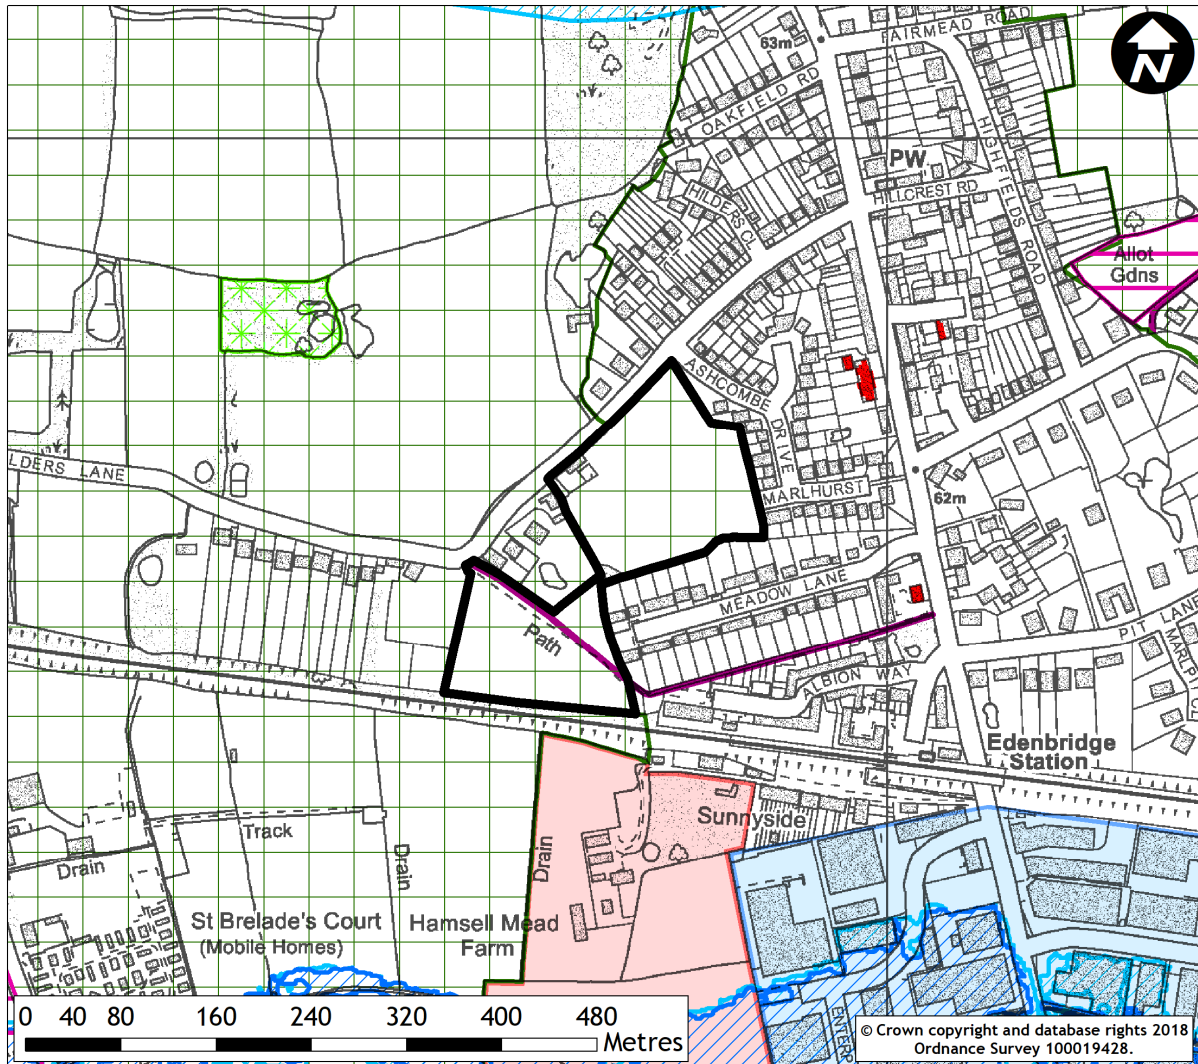 63m
FAIRMEAD ROAD
N
OAKFIELD RD
PW
HIGHFIELDS ROAD
HILLCREST RD
HILDERS CL
Allot
Gdns
ASHCOMBE
DRIVE
LDERS LANE
MARLHURST
62m
MEADOW LANE
PIT LANE
Path
ALBION WAY
Edenbridge
Station
Sunnyside
Track
Drain
Drain
Drain
St Brelade's Court
(Mobile Homes)
Hamsell Mead
Farm
0 40 80 160 240 320 400 480
Metres
© Crown copyright and database rights 2018
Ordnance Survey 100019428.